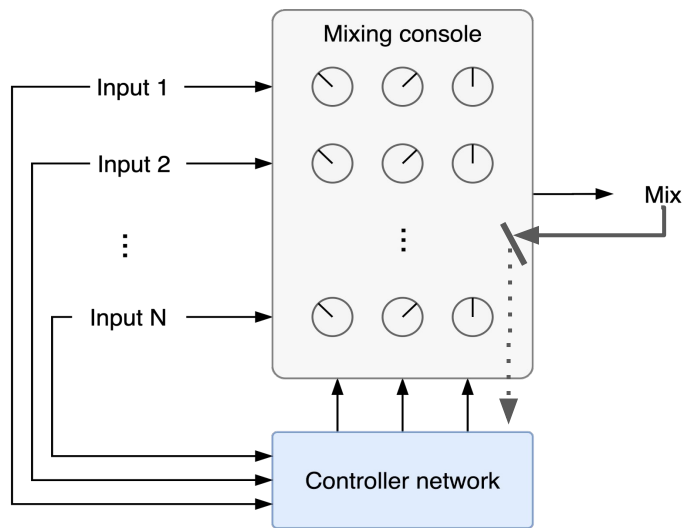 Mixing console
Input 1
Input 2
Mix
Input N
Controller network